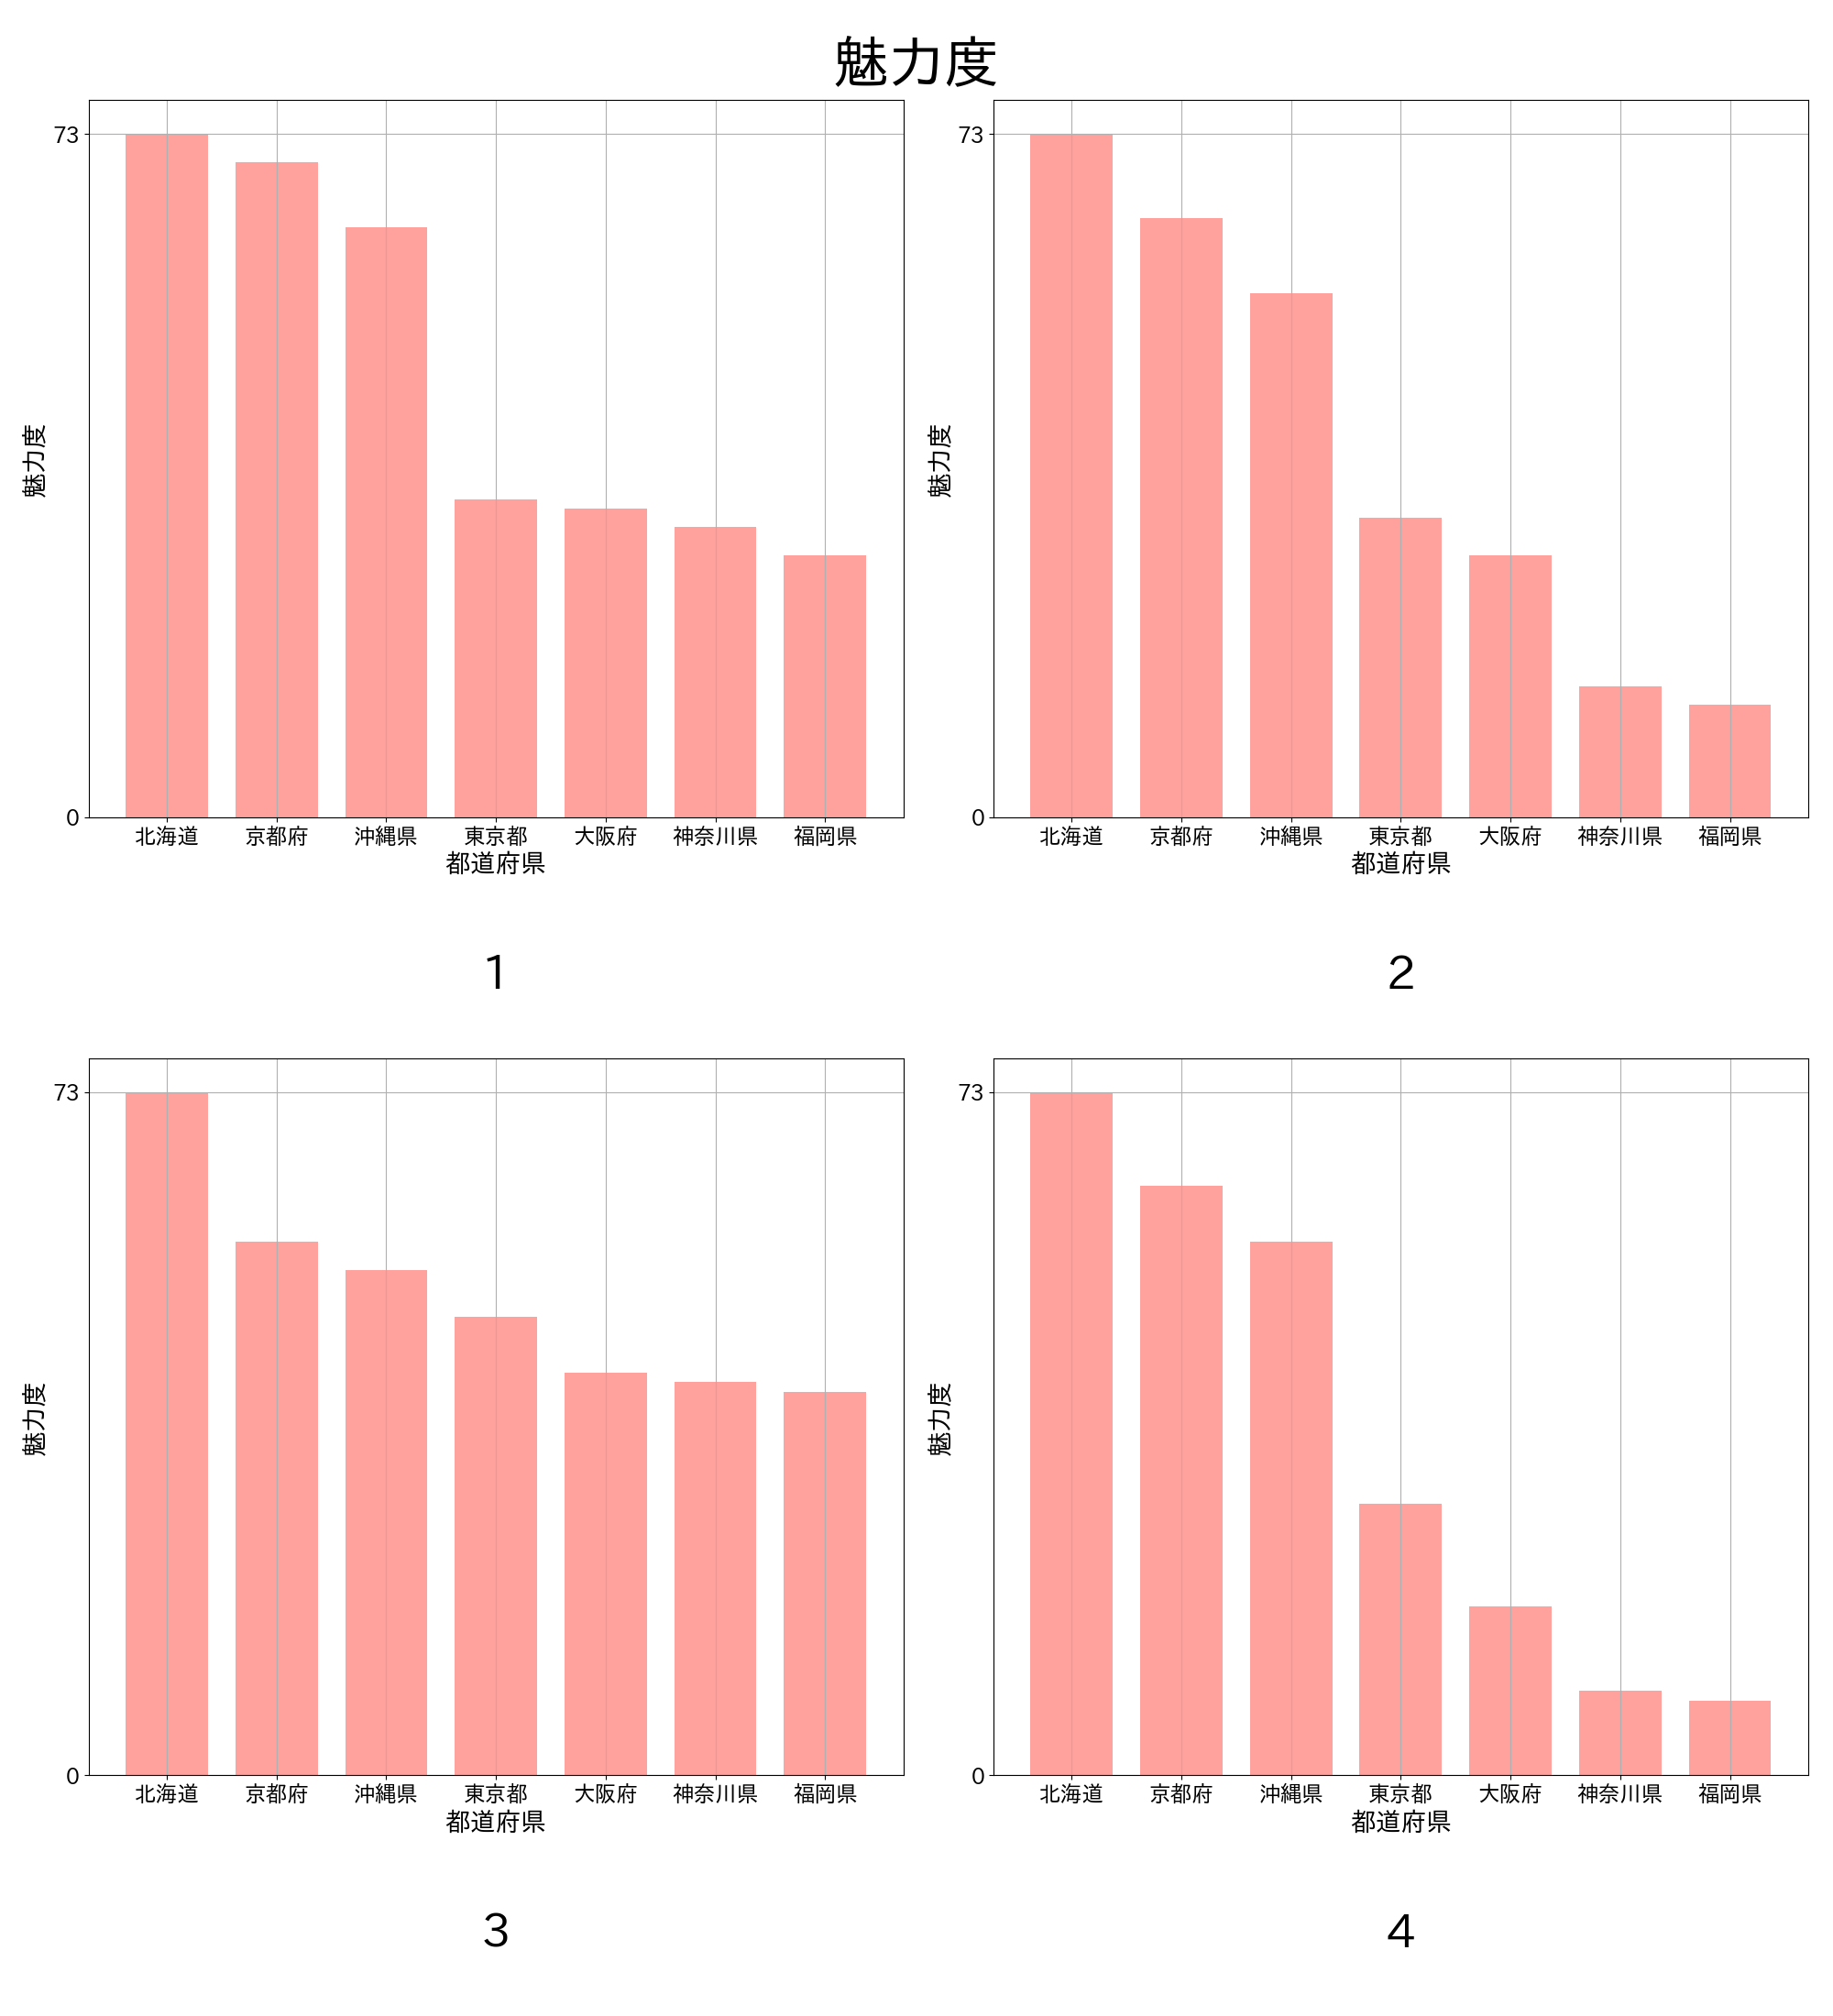 魅力度
73
0
魅力度
北海道 京都府 沖縄県 東京都 大阪府 神奈川県 福岡県
都道府県
1
73
0
魅力度
北海道 京都府 沖縄県 東京都 大阪府 神奈川県 福岡県
都道府県
2
73
0
魅力度
北海道 京都府 沖縄県 東京都 大阪府 神奈川県 福岡県
都道府県
3
73
0
魅力度
北海道 京都府 沖縄県 東京都 大阪府 神奈川県 福岡県
都道府県
4